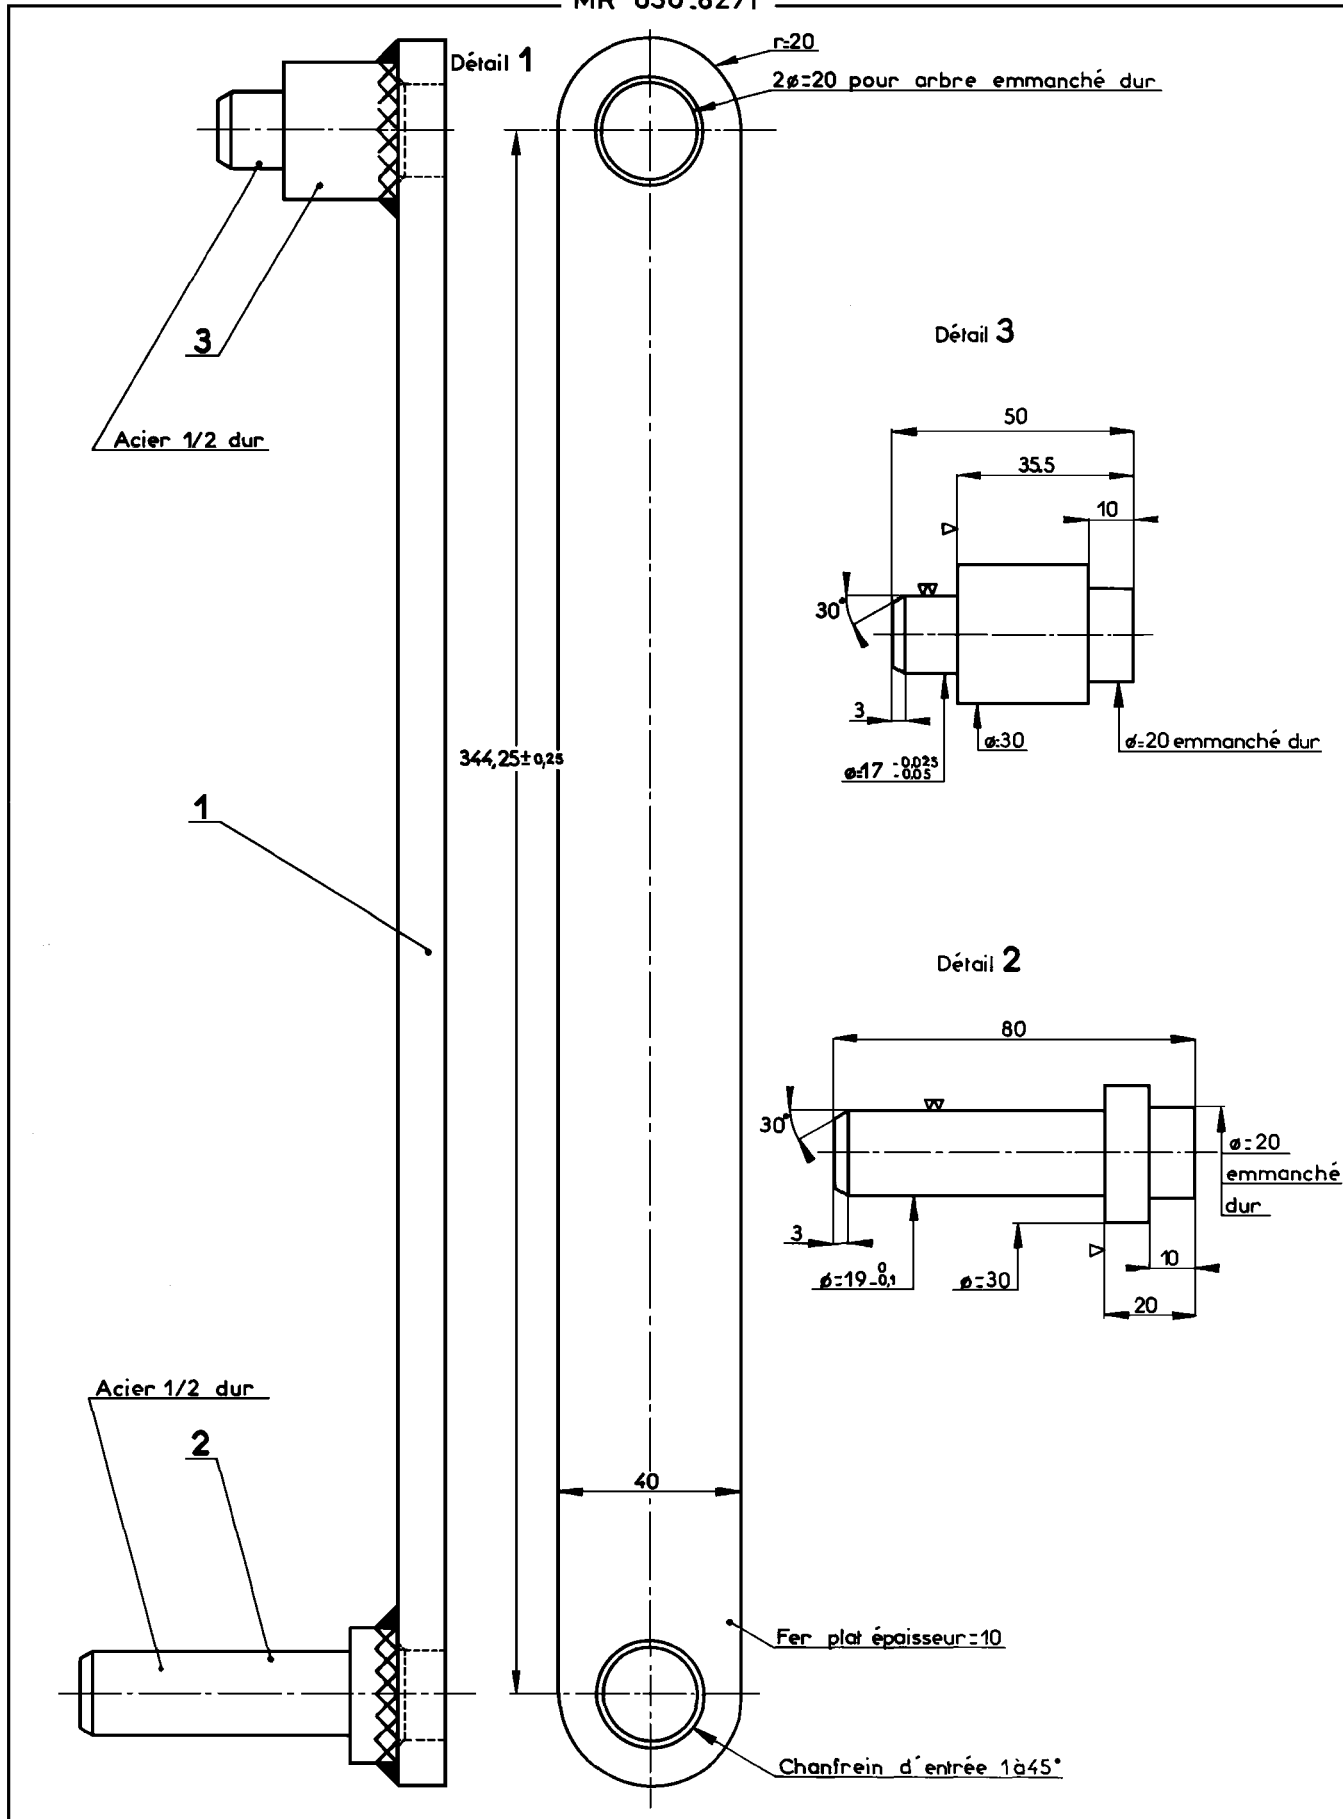 Détail 1
r=20
2ø=20 pour arbre emmanché dur
3
Acier 1/2 dur
Détail 3
50
35.5
10
30°
3
ø=30
ø=20 emmanché dur
ø=17 -0,025
-0,05
344,25±0,25
1
Détail 2
80
30°
ø=20
emmanché
dur
3
10
ø=19 0
-0,1
ø=30
20
Acier 1/2 dur
2
40
Fer plat épaisseur=10
Chanfrein d'entrée 1à45°